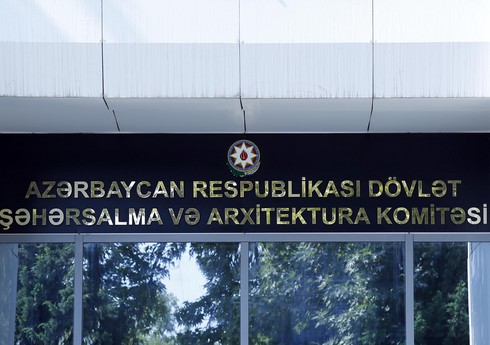 AZƏRBAYCAN RESPUBLİKASI DÖVLƏT
ŞƏHƏRSALMA VƏ ARXİTEKTURA KOMİTƏSİ